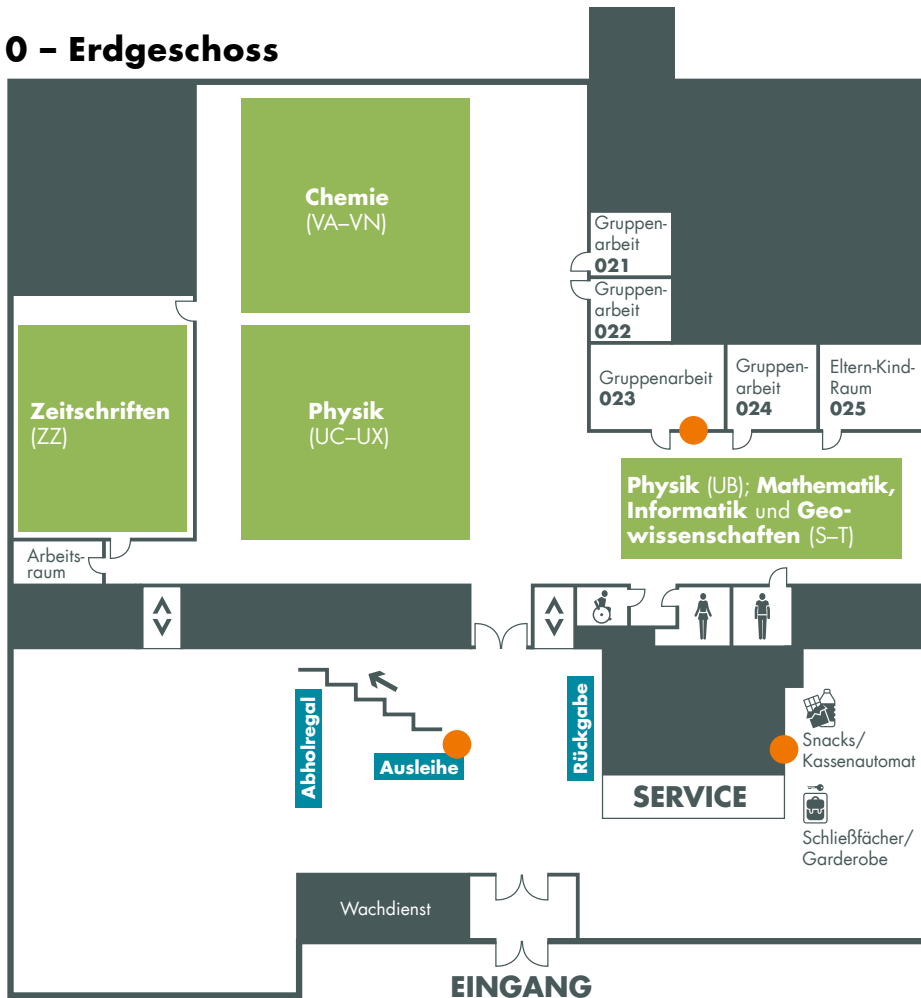 0 – Erdgeschoss
Chemie
(VA–VN)
Gruppen-
arbeit
021
Gruppen-
arbeit
022
Gruppenarbeit
023
Gruppen-
arbeit
024
Eltern-Kind-
Raum
025
Zeitschriften
(ZZ)
Physik
(UC–UX)
Physik (UB); Mathematik,
Informatik und Geo-
wissenschaften (S–T)
Arbeits-
raum
Abholregal
Ausleihe
Rückgabe
Snacks/
Kassenautomat
SERVICE
Schließfächer/
Garderobe
Wachdienst
EINGANG